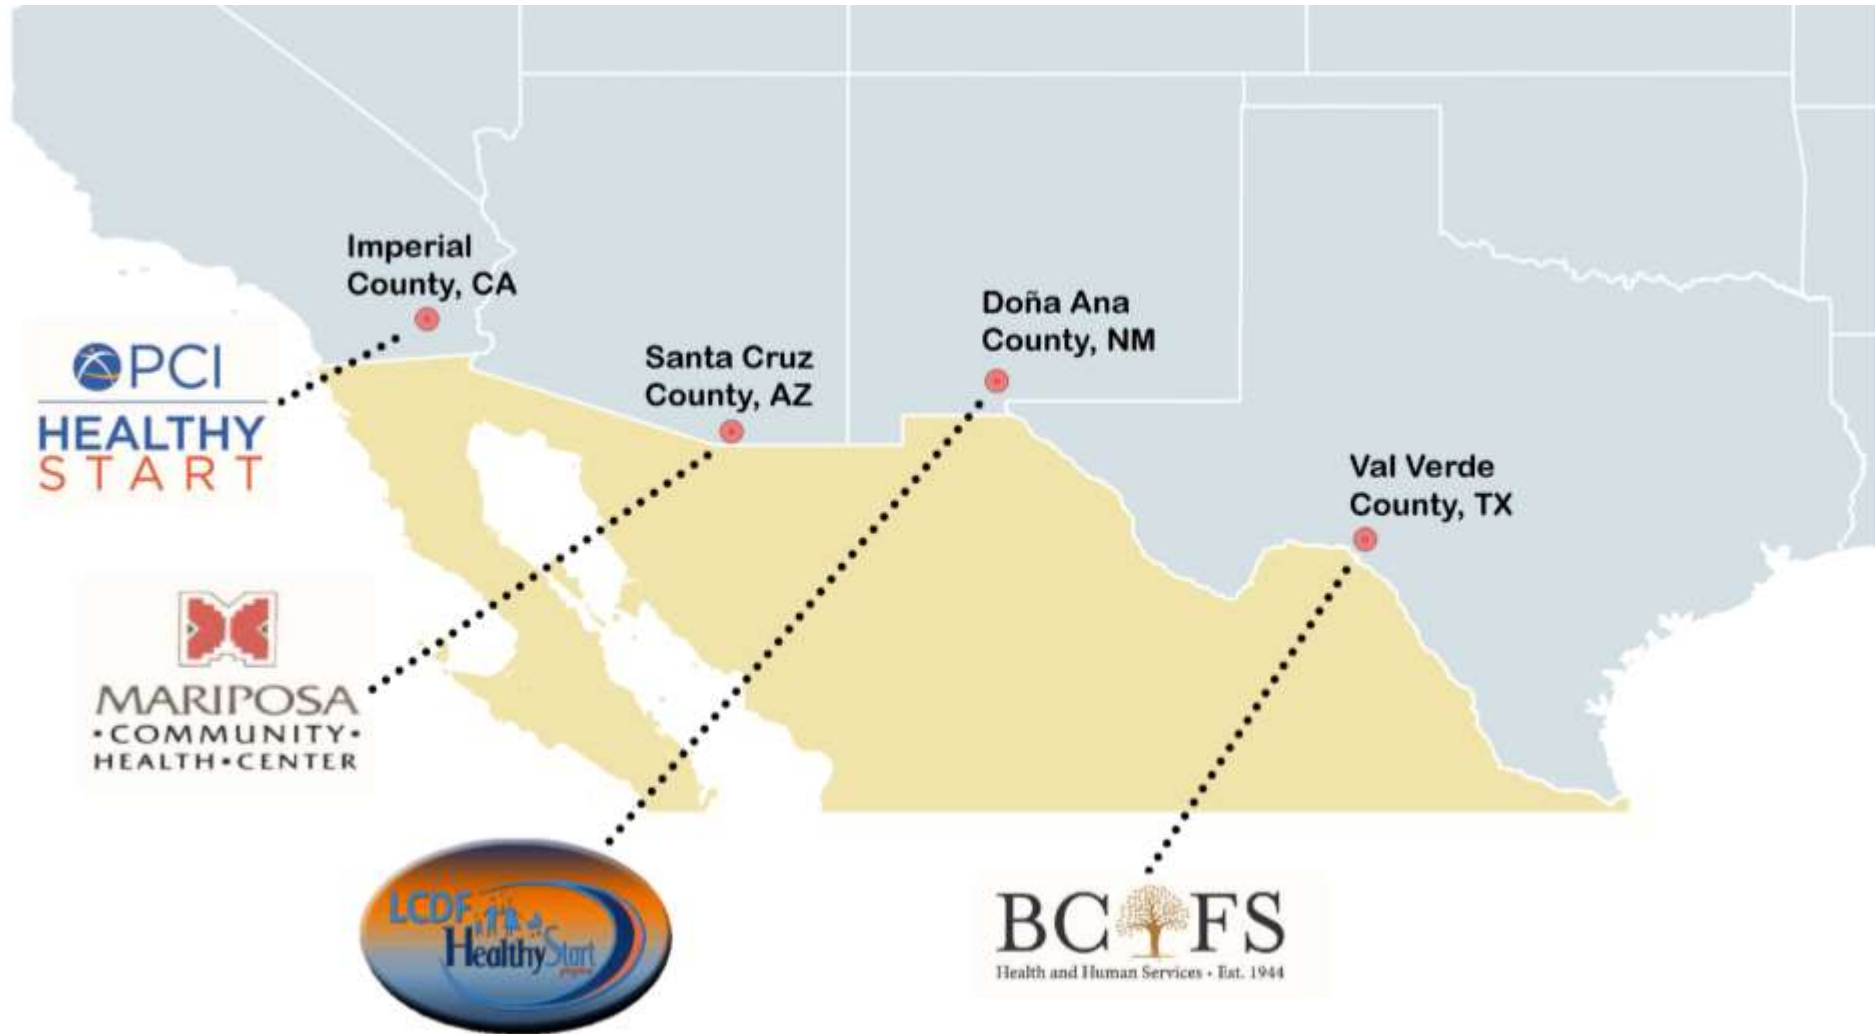 Imperial
County, CA
Santa Cruz
County, AZ
Doña Ana
County, NM
Val Verde
County, TX
PCI
HEALTHY
START
MARIPOSA
•COMMUNITY•
HEALTH•CENTER
LCDF
HealthyStart
BC FS
Health and Human Services • Est. 1944